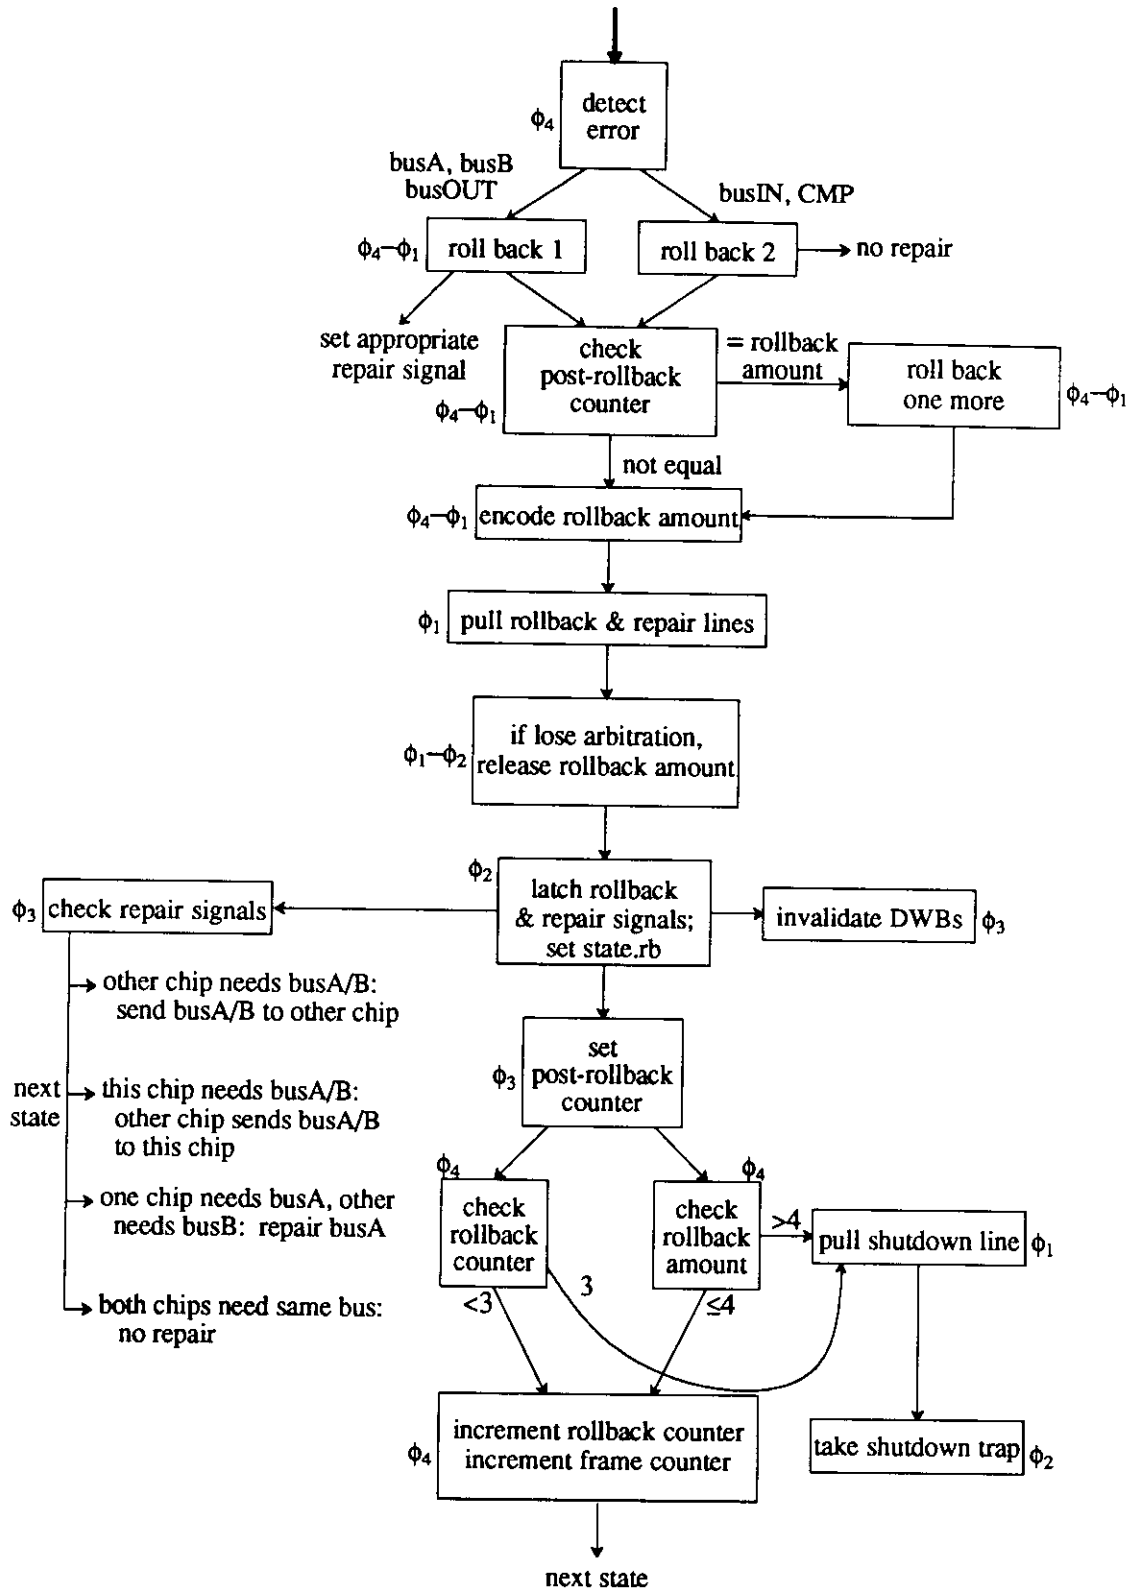 detect
error
ϕ4
busA, busB
busOUT
busIN, CMP
ϕ4–ϕ1
roll back 1
roll back 2
no repair
set appropriate
repair signal
check
post-rollback
counter
ϕ4–ϕ1
= rollback
amount
roll back
one more
ϕ4–ϕ1
not equal
ϕ4–ϕ1
encode rollback amount
ϕ1
pull rollback & repair lines
if lose arbitration,
release rollback amount
ϕ1–ϕ2
ϕ2
latch rollback
& repair signals;
set state.rb
ϕ3
check repair signals
invalidate DWBs
ϕ3
other chip needs busA/B:
send busA/B to other chip
next
state
this chip needs busA/B:
other chip sends busA/B
to this chip
one chip needs busA, other
needs busB: repair busA
both chips need same bus:
no repair
set
post-rollback
counter
ϕ3
ϕ4
check
rollback
counter
ϕ4
check
rollback
amount
>4
pull shutdown line
ϕ1
<3
3
≤4
increment rollback counter
increment frame counter
ϕ4
take shutdown trap
ϕ2
next state